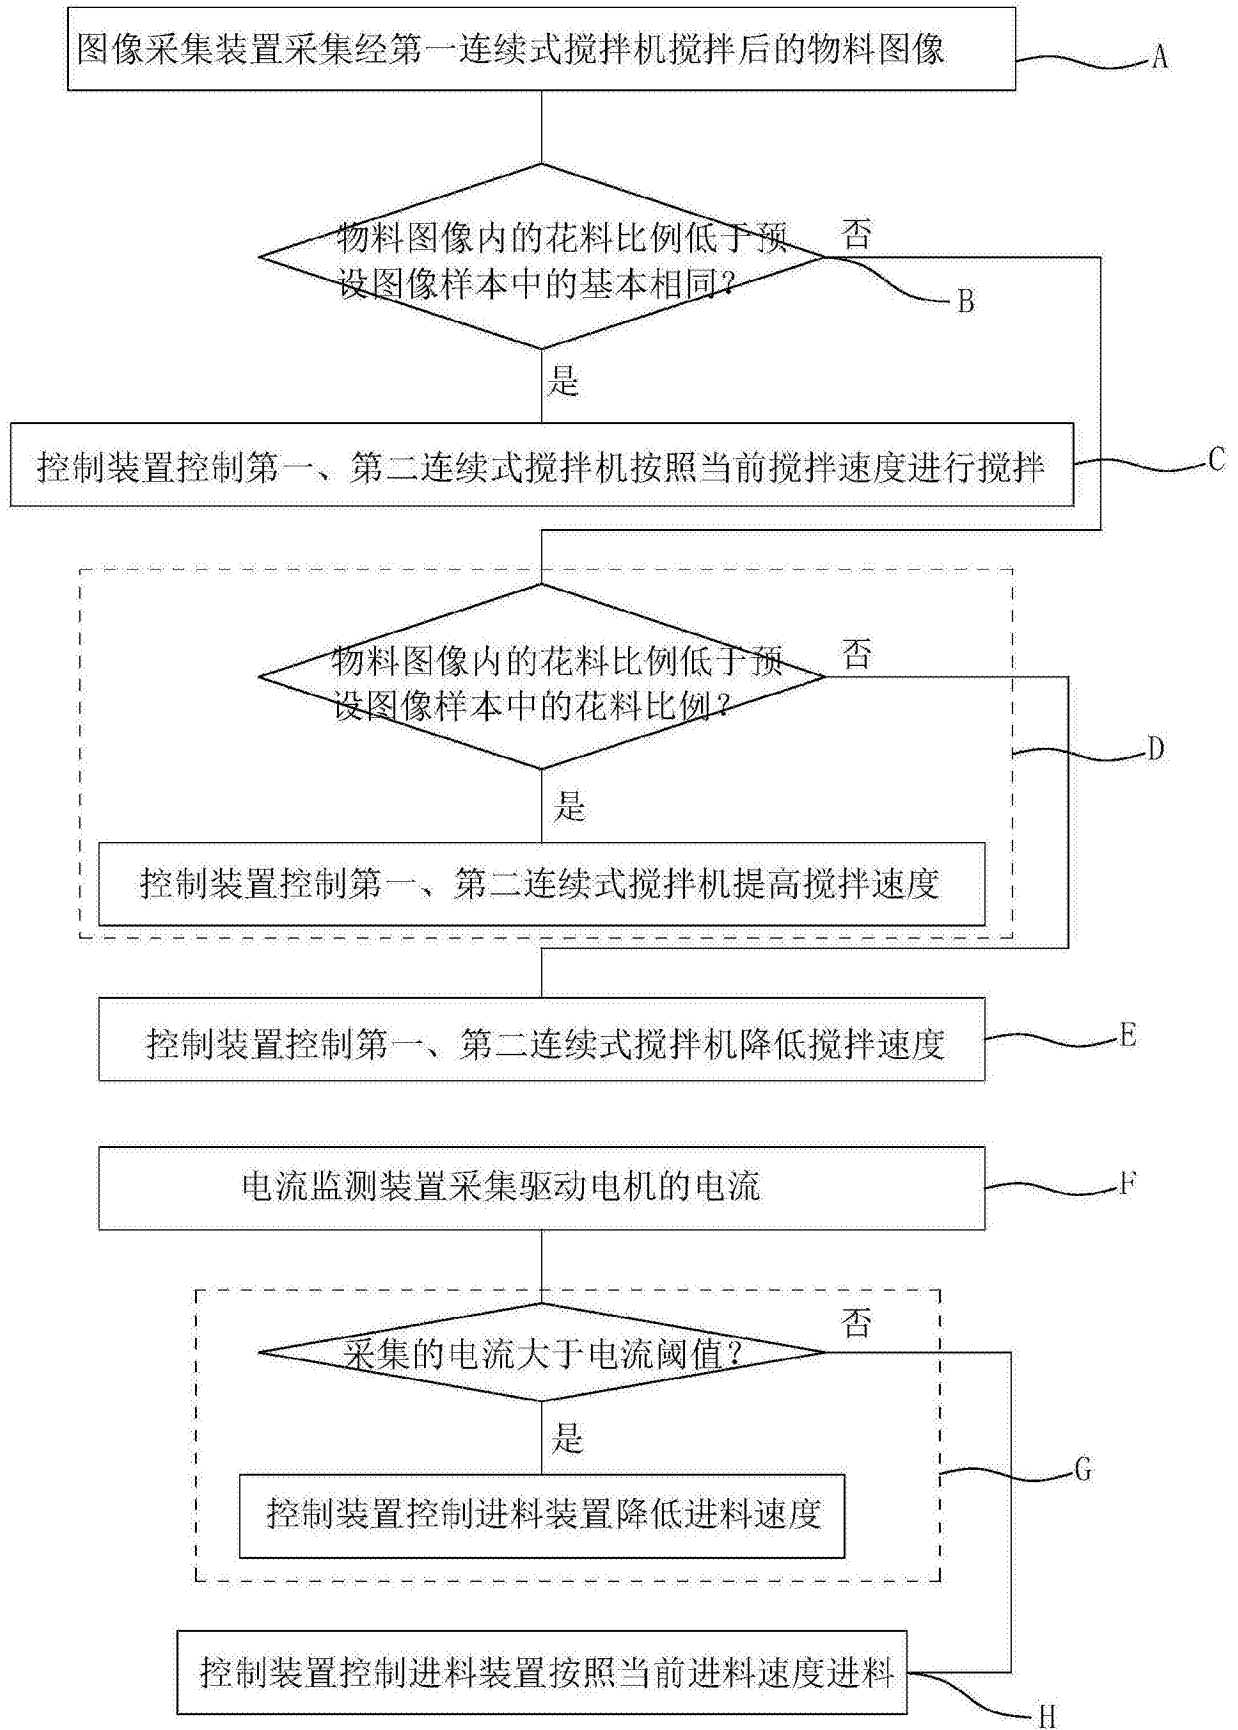 图像采集装置采集经第一连续式搅拌机搅拌后的物料图像
A
物料图像内的花料比例低于预
设图像样本中的基本相同？
否
B
是
控制装置控制第一、第二连续式搅拌机按照当前搅拌速度进行搅拌
C
物料图像内的花料比例低于预
设图像样本中的花料比例？
否
D
是
控制装置控制第一、第二连续式搅拌机提高搅拌速度
控制装置控制第一、第二连续式搅拌机降低搅拌速度
E
电流监测装置采集驱动电机的电流
F
采集的电流大于电流阈值？
否
是
G
控制装置控制进料装置降低进料速度
控制装置控制进料装置按照当前进料速度进料
H